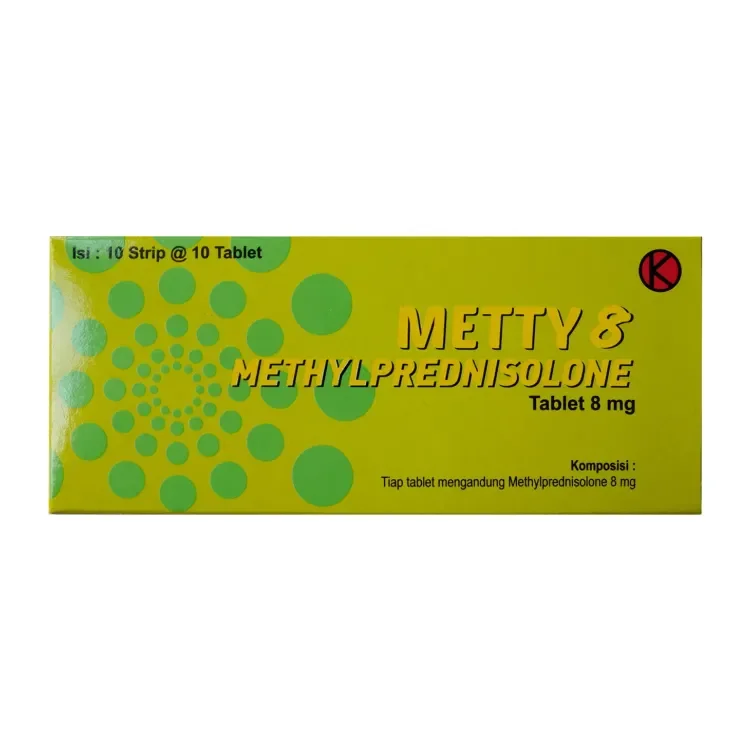 Isi : 10 Strip @ 10 Tablet
K
METTY 8
METHYLPREDNISOLONE
Tablet 8 mg
Komposisi :
Tiap tablet mengandung Methylprednisolone 8 mg